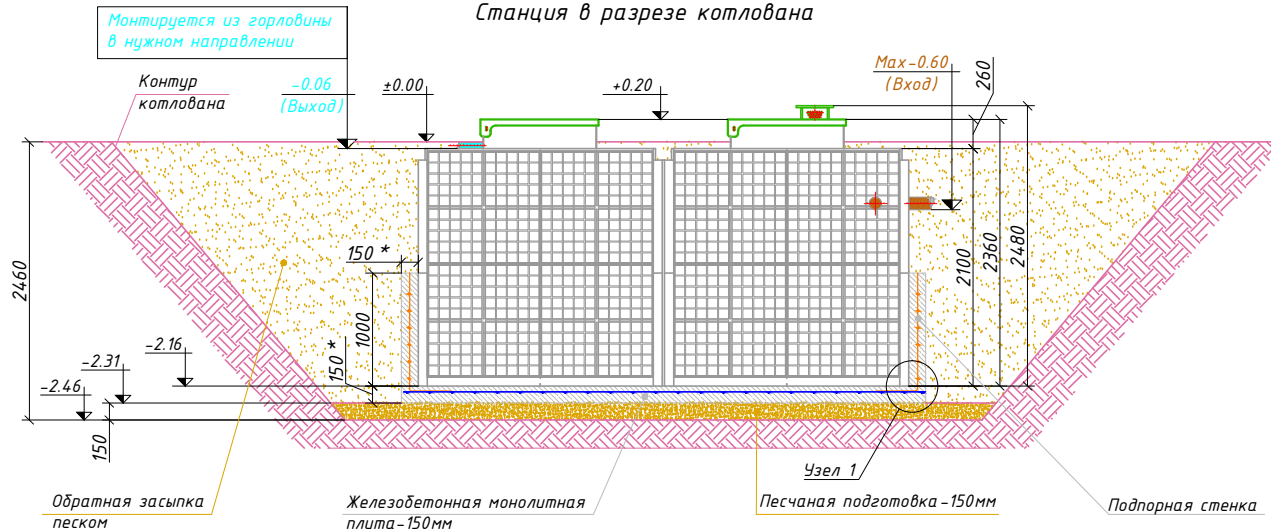 Станция в разрезе котлована
Монтируется из горловины
в нужном направлении
Контур
котлована
-0.06
(Выход)
±0.00
+0.20
Max-0.60
(Вход)
260
2100
2360
2480
2460
150 *
1000
150 *
-2.16
-2.31
-2.46
150
Узел 1
Обратная засыпка
песком
Железобетонная монолитная
плита-150мм
Песчаная подготовка-150мм
Подпорная стенка